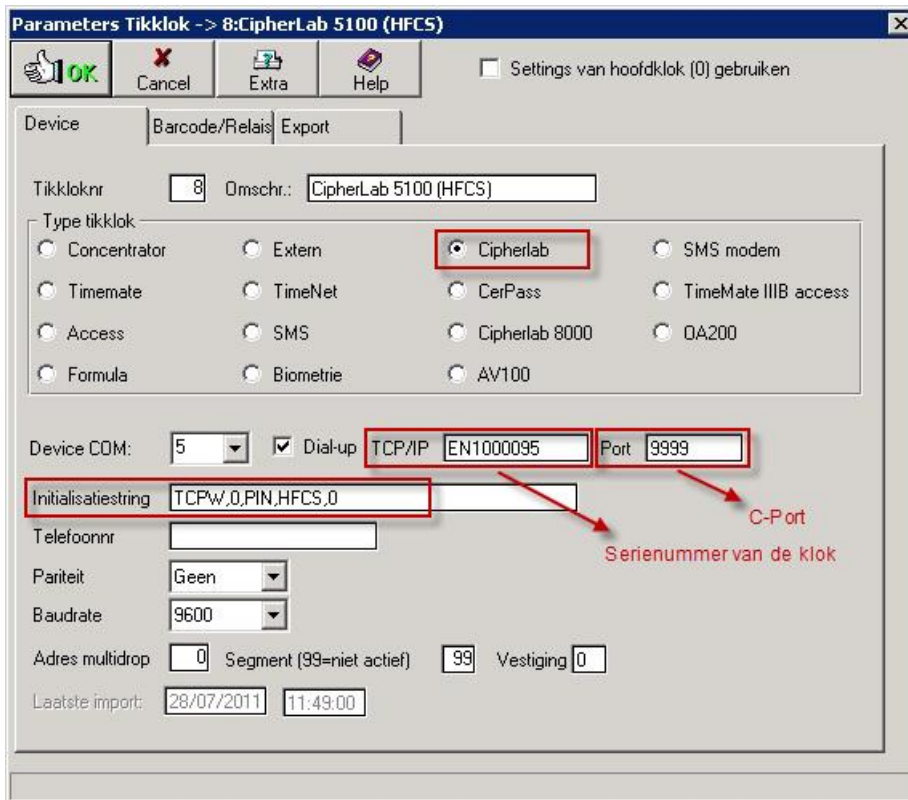 Parameters Tikklok -> 8:CipherLab 5100 (HFCS)
OK Cancel Extra Help Settings van hoofdklok (0) gebruiken
Device Barcode/Relais Export
Tikkloknr 8 Omschr.: CipherLab 5100 (HFCS)
Type tikklok
Concentrator Extern Cipherlab SMS modem
Timemate TimeNet CerPass TimeMate IIIB access
Access SMS Cipherlab 8000 OA200
Formula Biometrie AV100
Device COM: 5 Dial-up TCP/IP EN1000095 Port 9999
Initialisatiestring TCPW,0,PIN,HFCS,0
C-Port
Telefoonnr
Serienummer van de klok
Pariteit Geen
Baudrate 9600
Adres multidrop 0 Segment (99=niet actief) 99 Vestiging 0
Laatste import: 28/07/2011 11:49:00